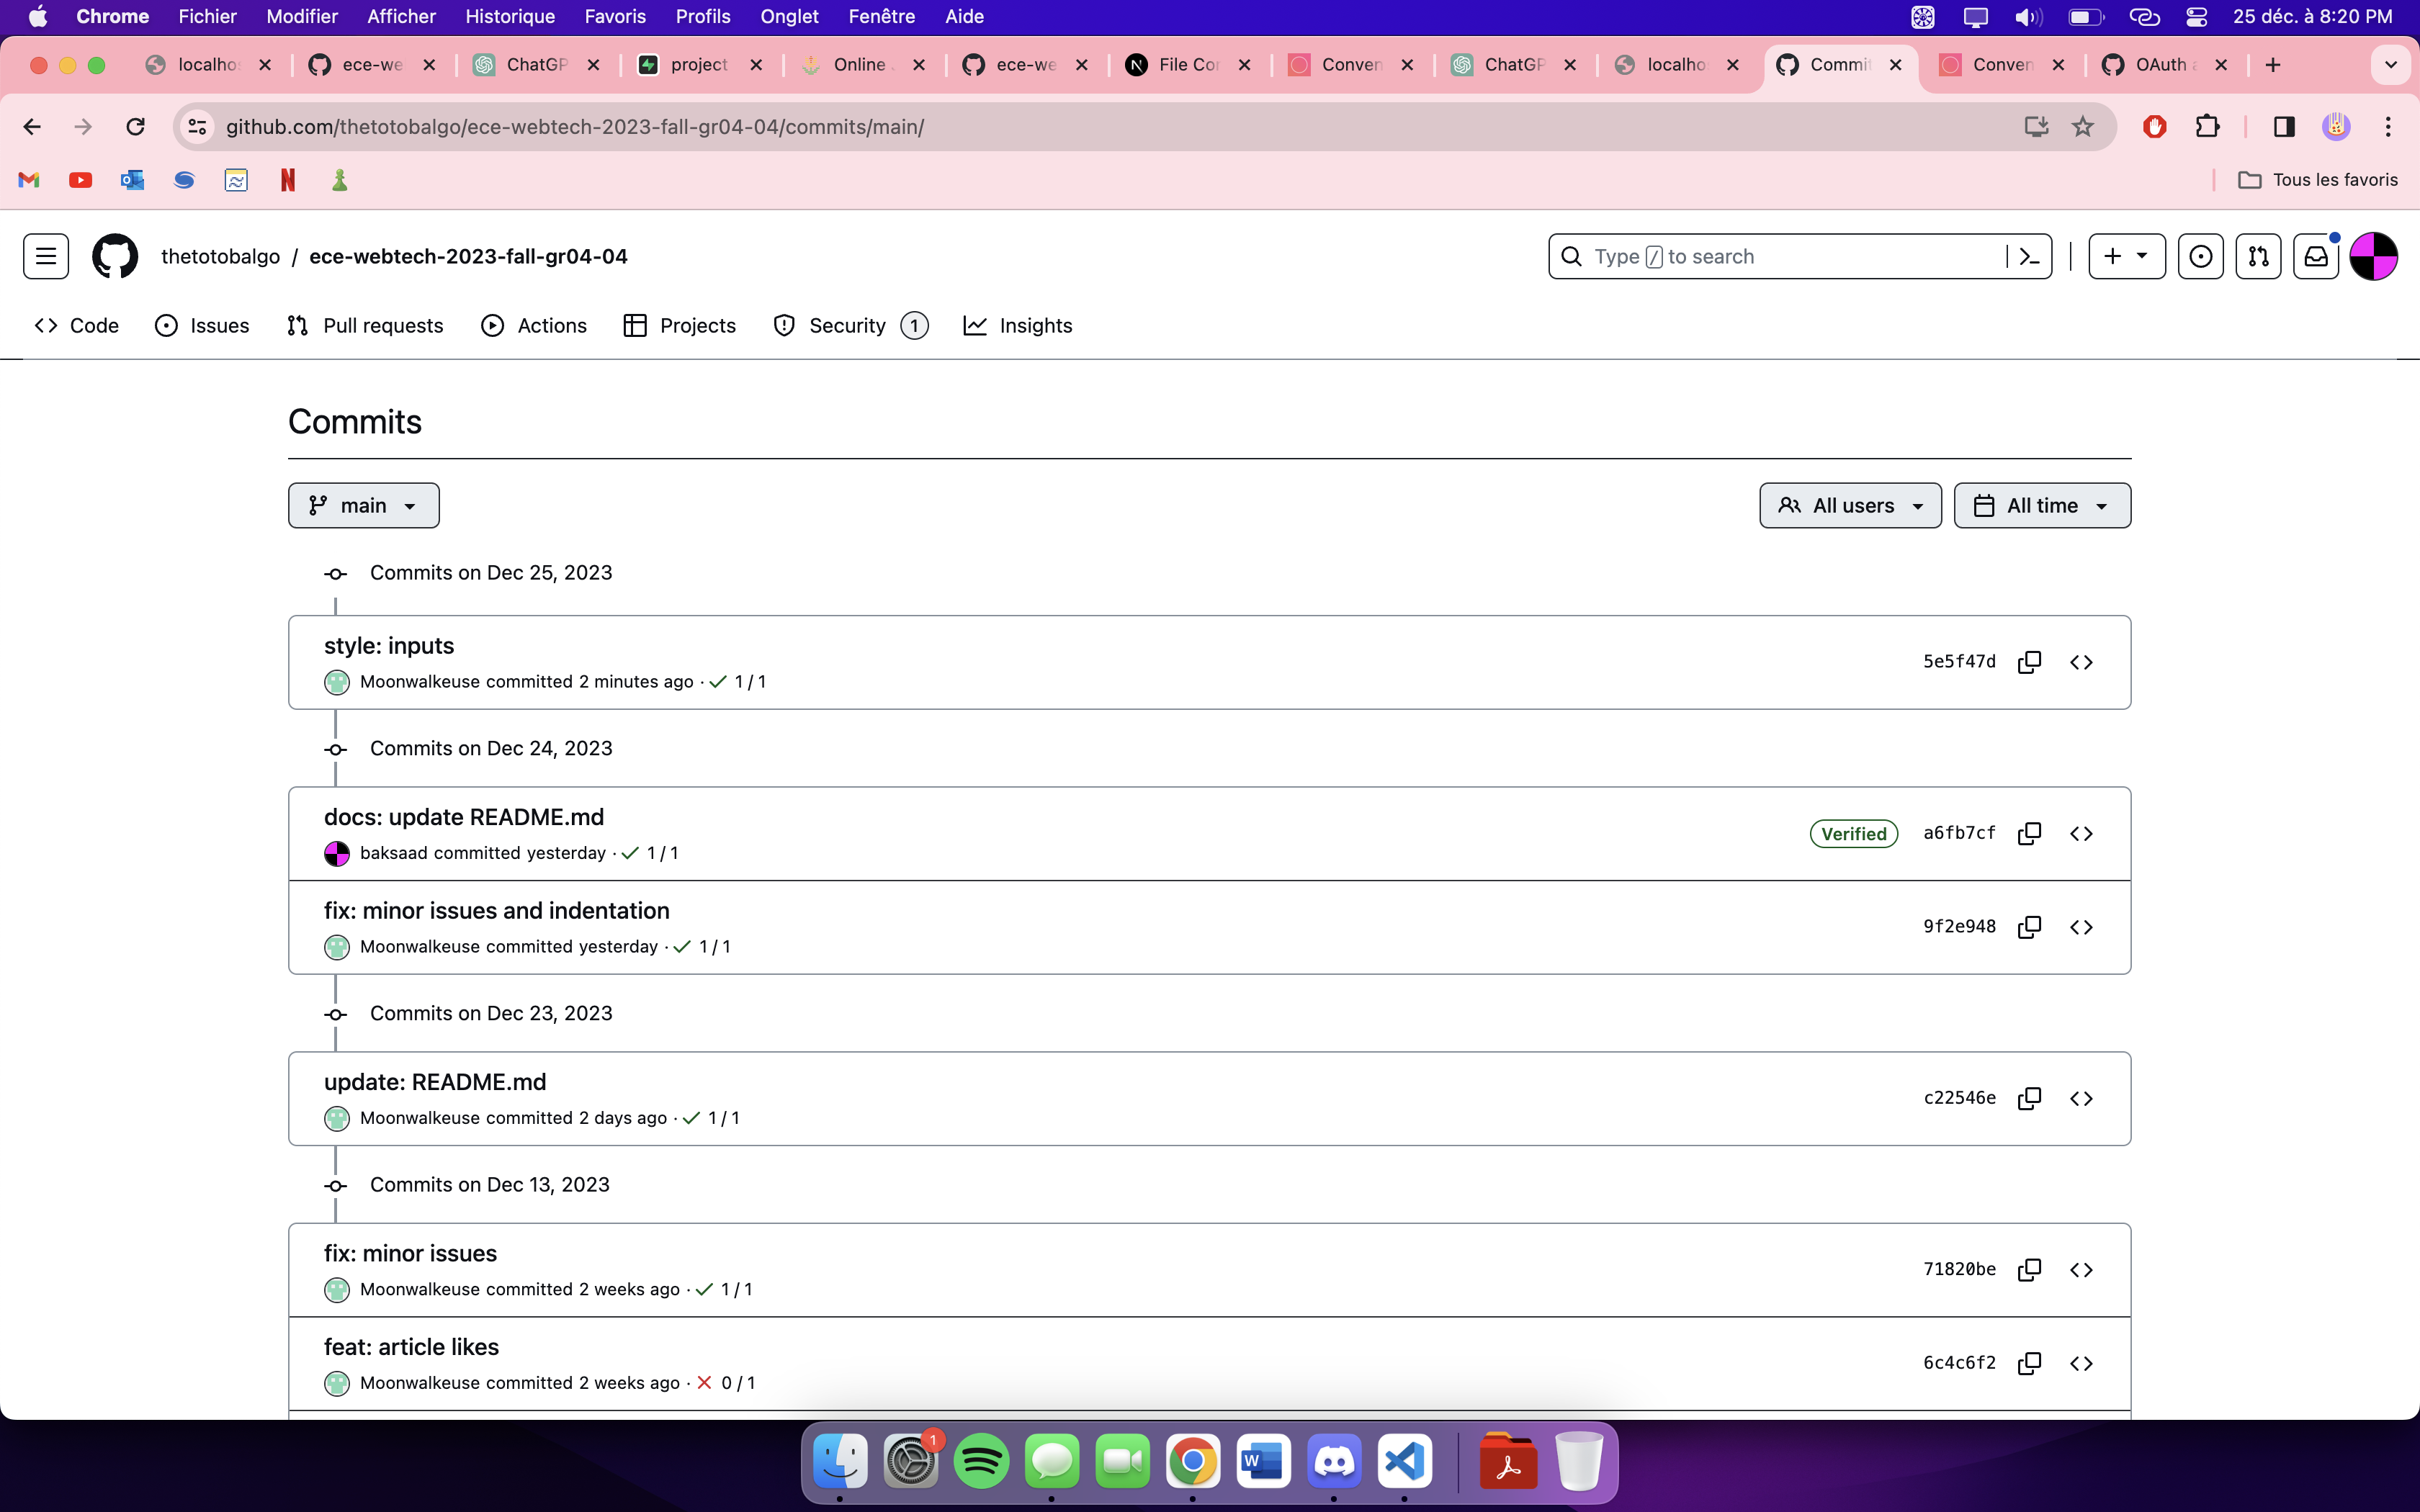 Chrome Fichier Modifier Afficher Historique Favoris Profils Onglet Fenêtre Aide 25 déc. à 8:20 PM
localhos ece-we ChatGP project Online ece-we File Cor Conven ChatGP localhos Commit Conven OAuth a
github.com/thetotobalgo/ece-webtech-2023-fall-gr04-04/commits/main/
Tous les favoris
thetotobalgo / ece-webtech-2023-fall-gr04-04 Type / to search
Code Issues Pull requests Actions Projects Security 1 Insights
Commits
main All users All time
Commits on Dec 25, 2023
style: inputs
Moonwalkeuse committed 2 minutes ago · 1 / 1 5e5f47d
Commits on Dec 24, 2023
docs: update README.md
baksaad committed yesterday · 1 / 1 Verified a6fb7cf
fix: minor issues and indentation
Moonwalkeuse committed yesterday · 1 / 1 9f2e948
Commits on Dec 23, 2023
update: README.md
Moonwalkeuse committed 2 days ago · 1 / 1 c22546e
Commits on Dec 13, 2023
fix: minor issues
Moonwalkeuse committed 2 weeks ago · 1 / 1 71820be
feat: article likes
Moonwalkeuse committed 2 weeks ago · 0 / 1 6c4c6f2
1
W